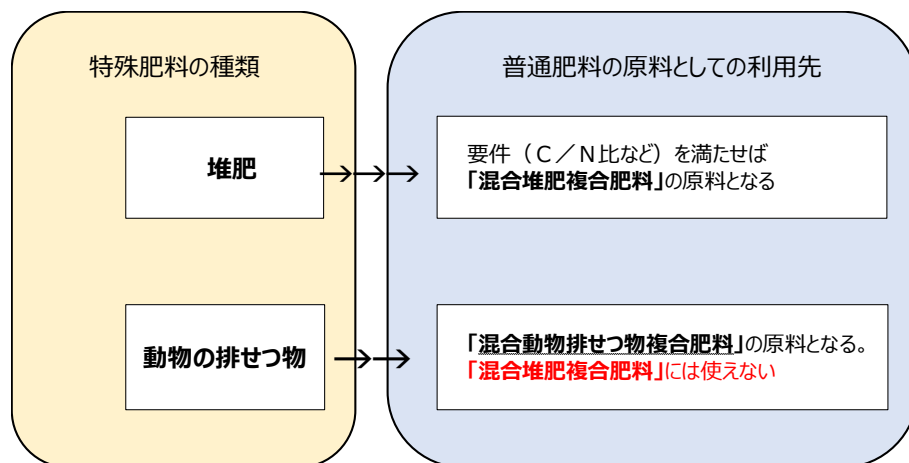 特殊肥料の種類
普通肥料の原料としての利用先
堆肥
→→→
要件（Ｃ／Ｎ比など）を満たせば
「混合堆肥複合肥料」の原料となる
動物の排せつ物
→→→
「混合動物排せつ物複合肥料」の原料となる。
「混合堆肥複合肥料」には使えない